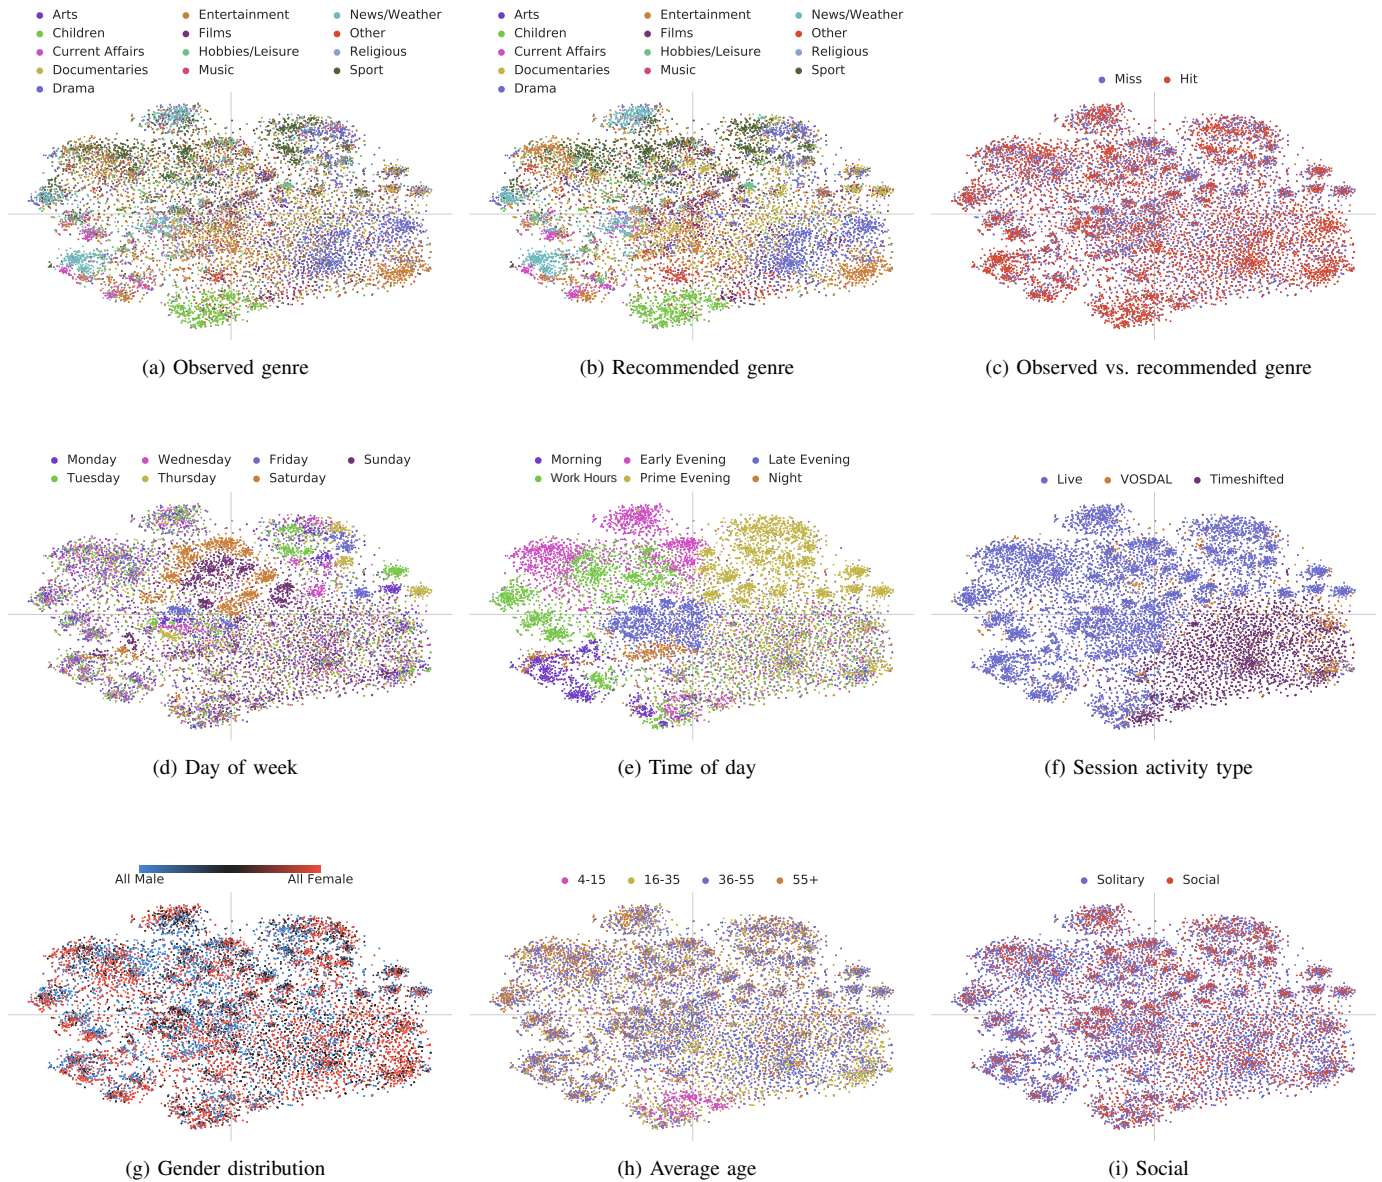 Arts Entertainment News/Weather
Children Films Other
Current Affairs Hobbies/Leisure Religious
Documentaries Music Sport
Drama
(a) Observed genre
Arts Entertainment News/Weather
Children Films Other
Current Affairs Hobbies/Leisure Religious
Documentaries Music Sport
Drama
(b) Recommended genre
Miss Hit
(c) Observed vs. recommended genre
Monday Wednesday Friday Sunday
Tuesday Thursday Saturday
(d) Day of week
Morning Early Evening Late Evening
Work Hours Prime Evening Night
(e) Time of day
Live VOSDAL Timeshifted
(f) Session activity type
All Male All Female
(g) Gender distribution
4-15 16-35 36-55 55+
(h) Average age
Solitary Social
(i) Social